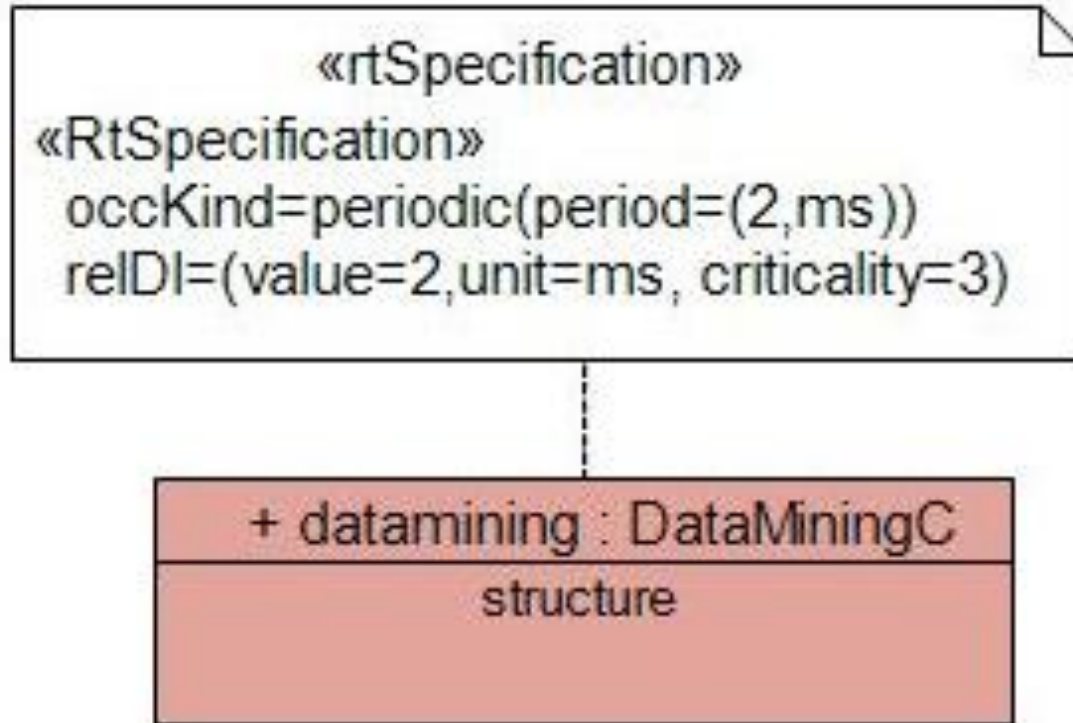 «rtSpecification»
«RtSpecification»
occKind=periodic(period=(2,ms))
relDl=(value=2,unit=ms, criticality=3)
+ datamining : DataMiningC
structure